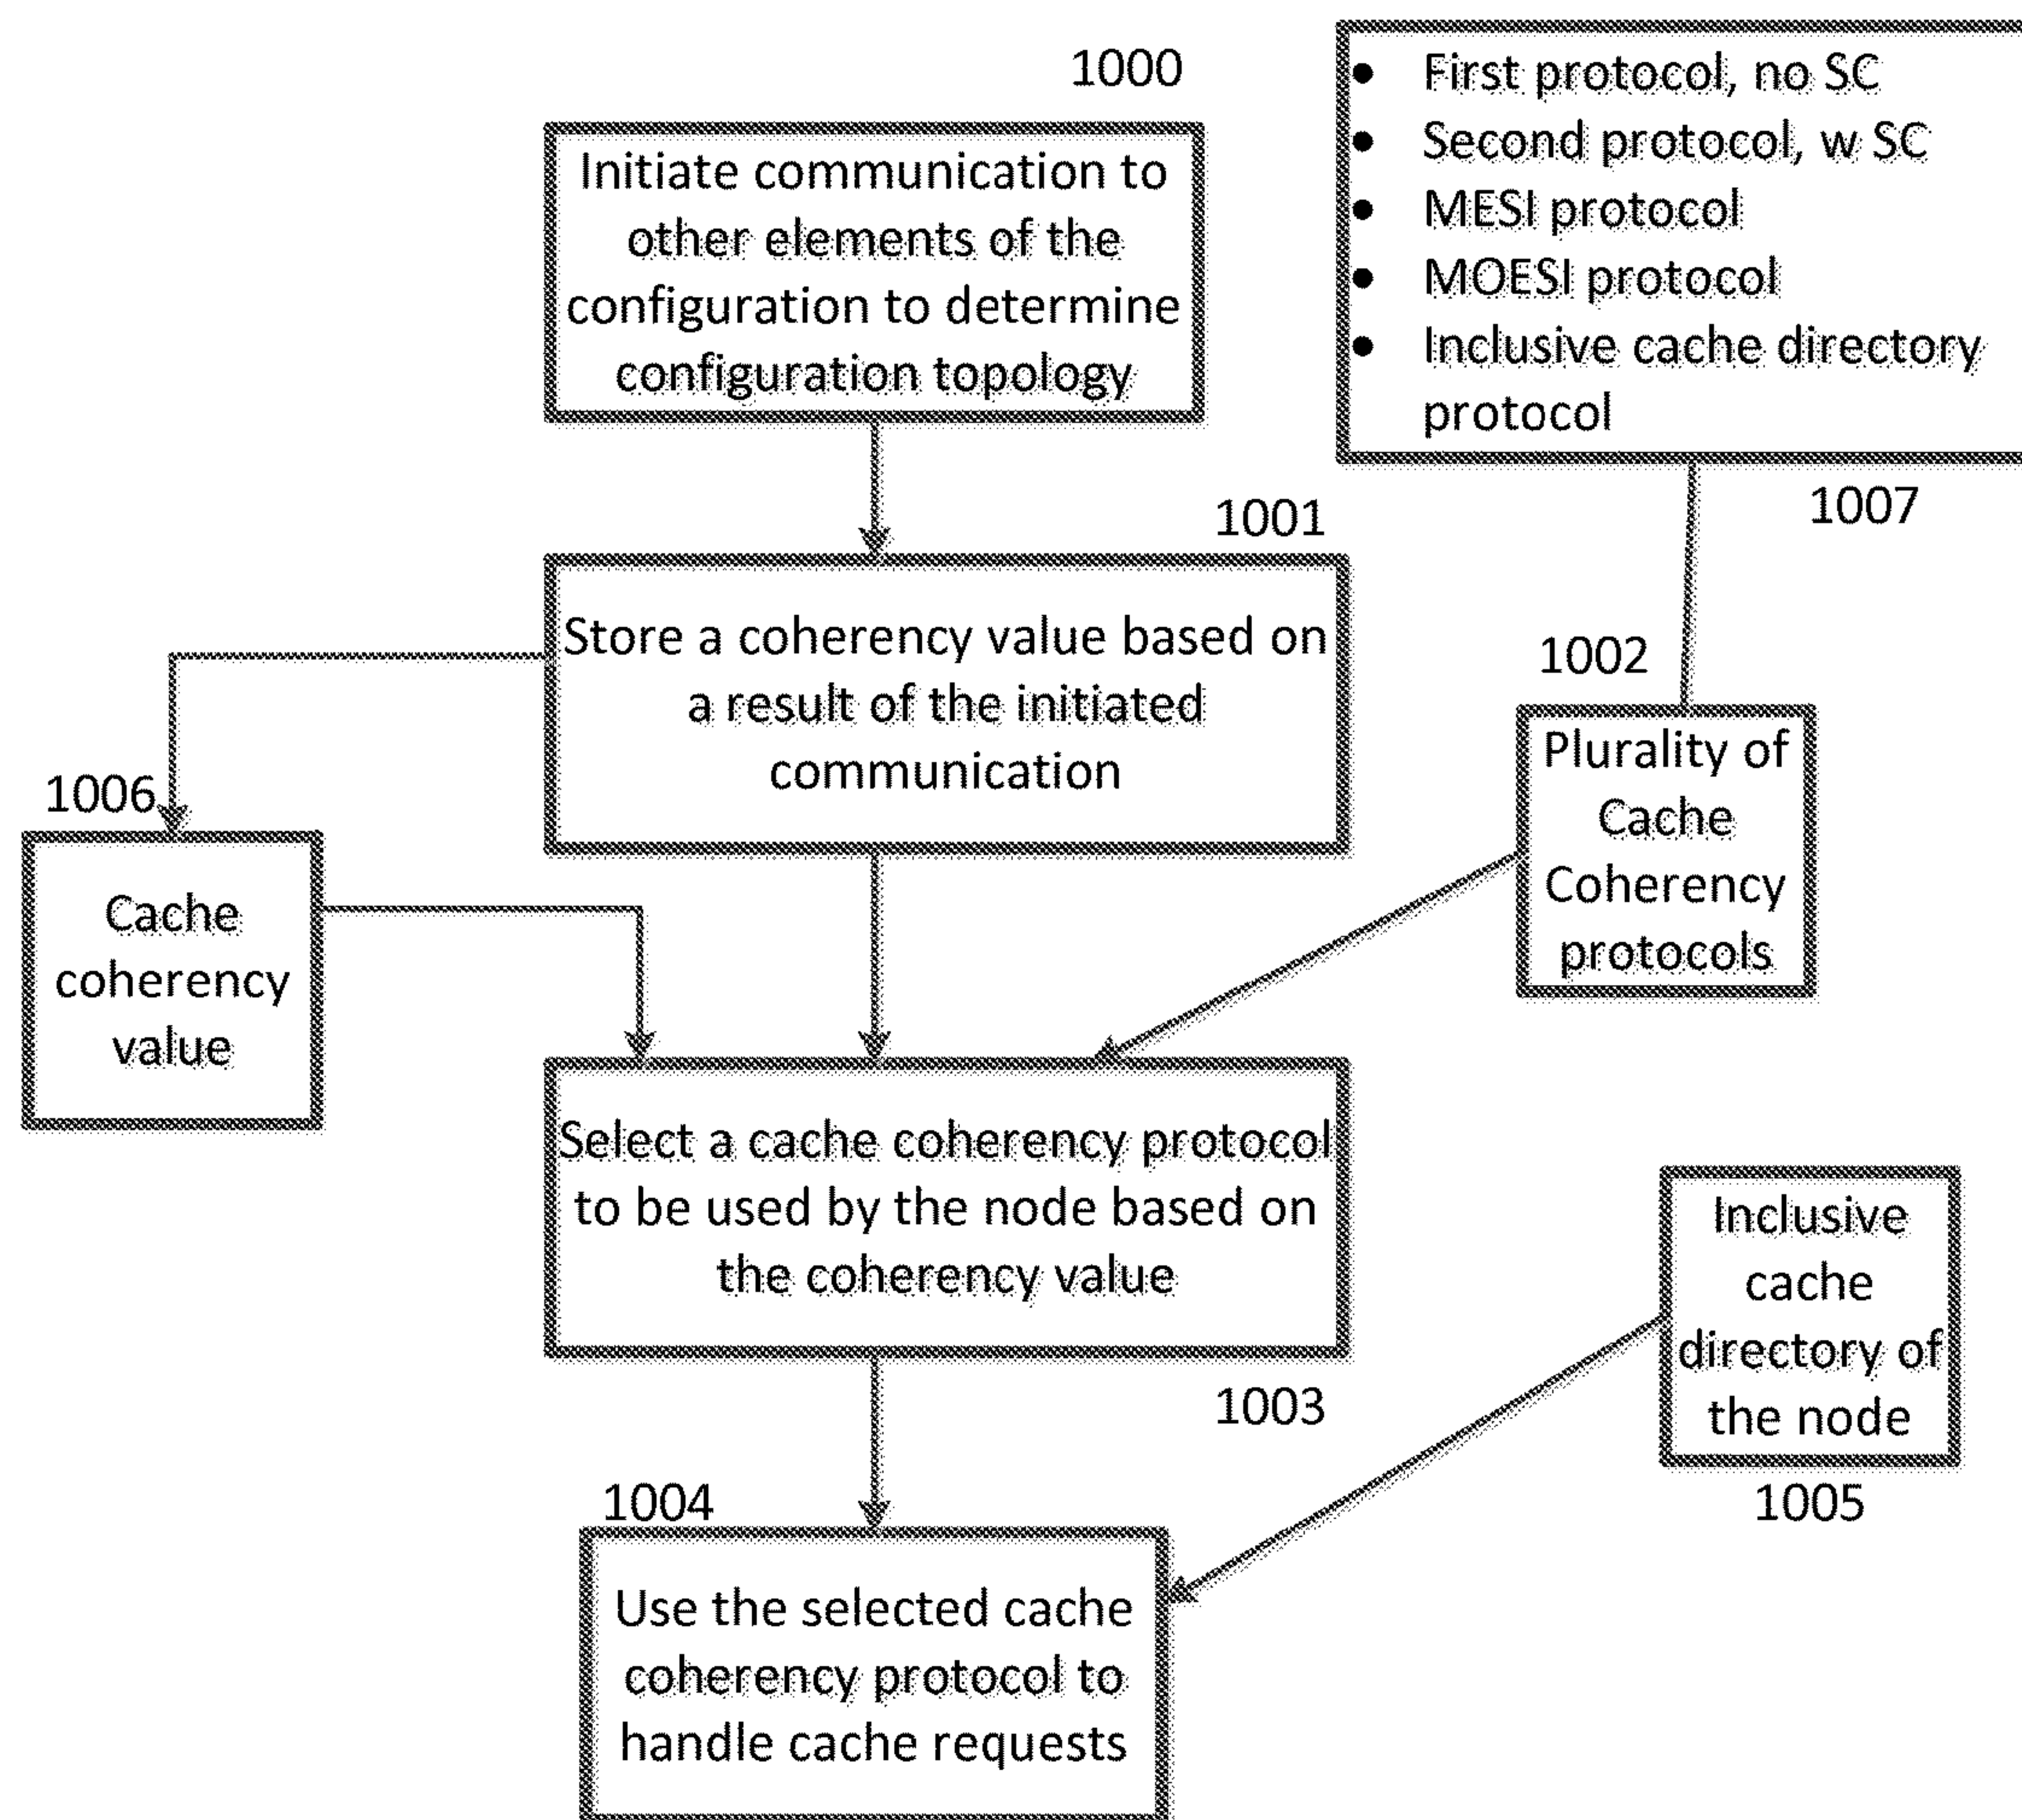 1000
Initiate communication to
other elements of the
configuration to determine
configuration topology
• First protocol, no SC
• Second protocol, w SC
• MESI protocol
• MOESI protocol
• Inclusive cache directory
protocol
1007
1001
Store a coherency value based on
a result of the initiated
communication
1002
Plurality of
Cache
Coherency
protocols
1006
Cache
coherency
value
Select a cache coherency protocol
to be used by the node based on
the coherency value
1003
Inclusive
cache
directory of
the node
1005
1004
Use the selected cache
coherency protocol to
handle cache requests